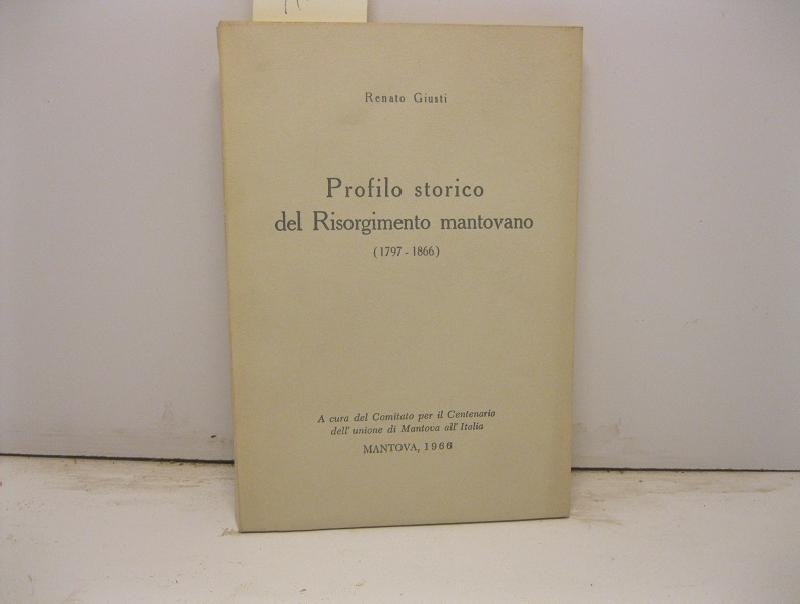 Renato Giusti
Profilo storico
del Risorgimento mantovano
(1797 - 1866)
A cura del Comitato per il Centenario
dell' unione di Mantova all' Italia
MANTOVA, 1966